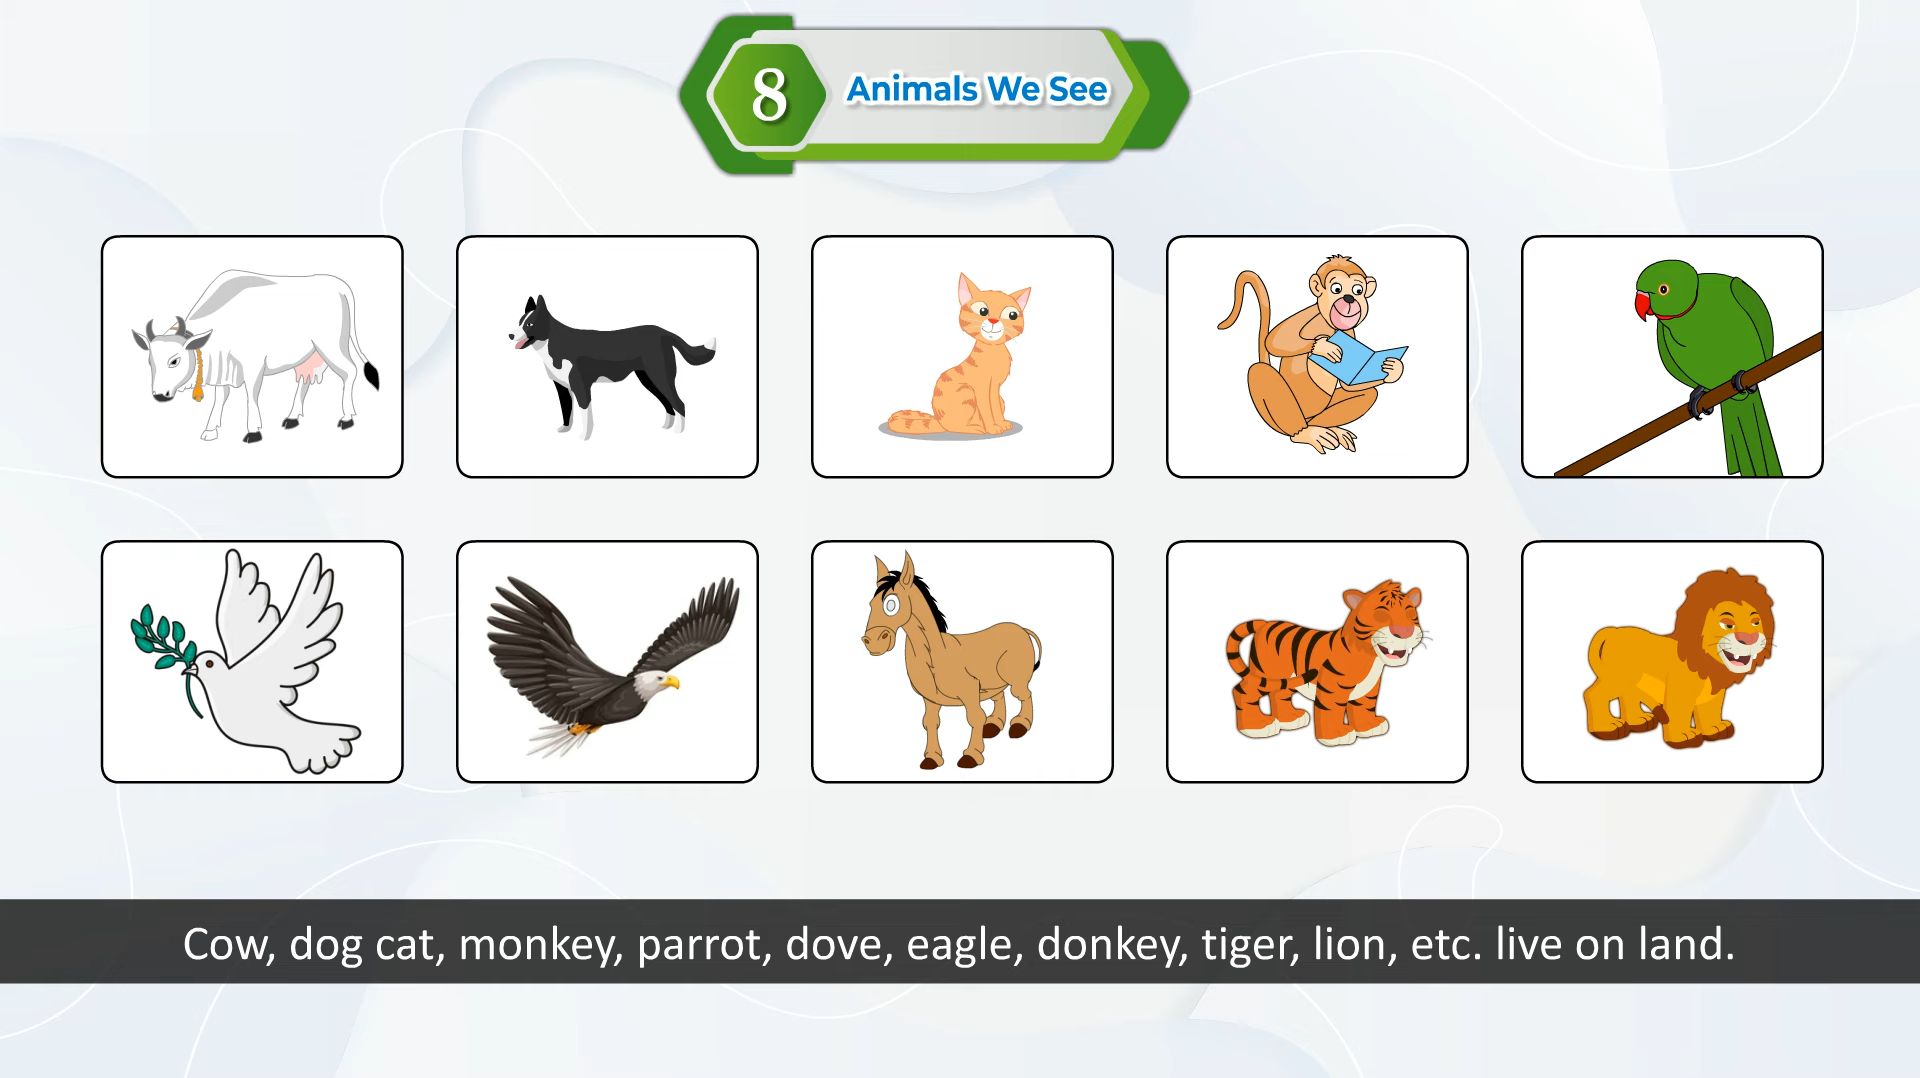 8
Animals We See
Cow, dog cat, monkey, parrot, dove, eagle, donkey, tiger, lion, etc. live on land.